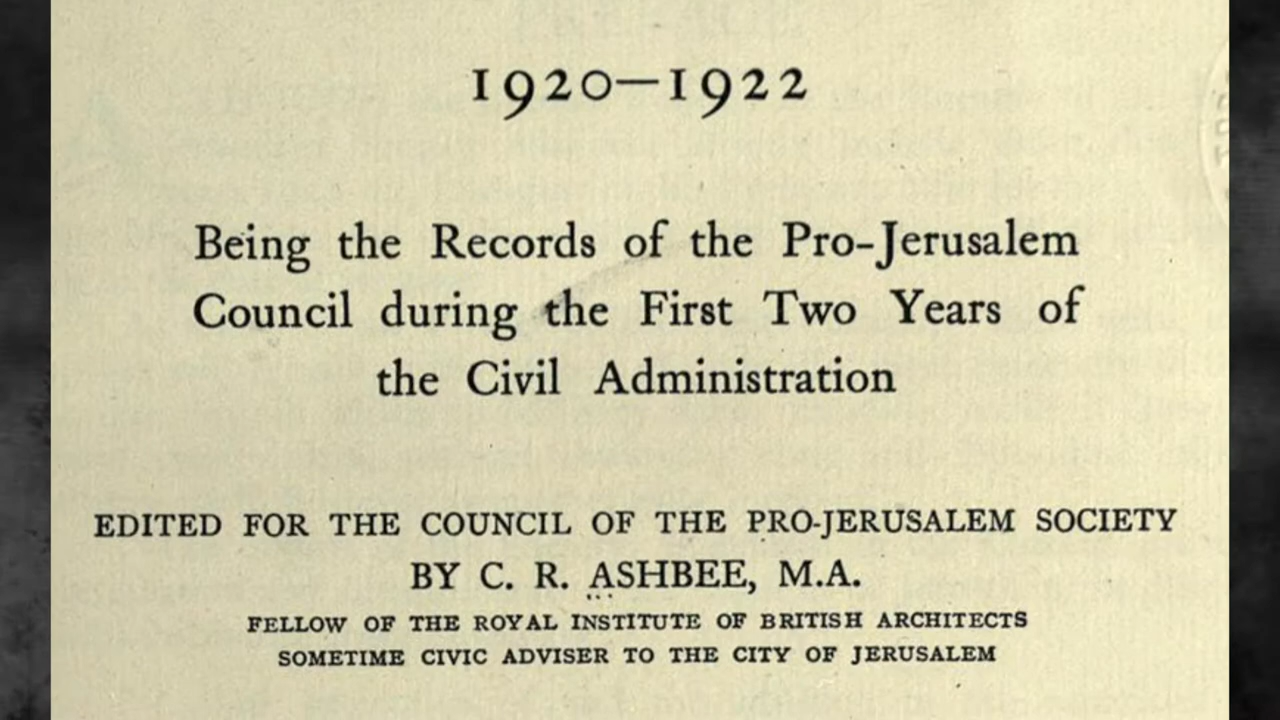 1920—1922
Being the Records of the Pro-Jerusalem
Council during the First Two Years of
the Civil Administration
EDITED FOR THE COUNCIL OF THE PRO-JERUSALEM SOCIETY
BY C. R. ASHBEE, M.A.
FELLOW OF THE ROYAL INSTITUTE OF BRITISH ARCHITECTS
SOMETIME CIVIC ADVISER TO THE CITY OF JERUSALEM